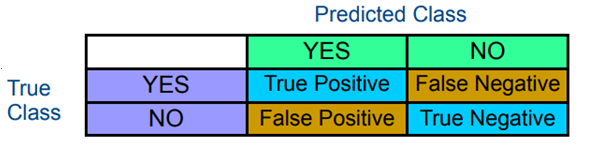 Predicted Class
YES NO
True Class
YES True Positive False Negative
NO False Positive True Negative